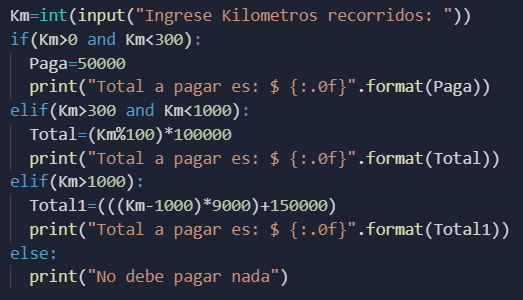 Km=int(input("Ingrese Kilometros recorridos: "))
if(Km>0 and Km<300):
  Paga=50000
  print("Total a pagar es: $ {:.0f}".format(Paga))
elif(Km>300 and Km<1000):
  Total=(Km%100)*100000
  print("Total a pagar es: $ {:.0f}".format(Total))
elif(Km>1000):
  Total1=(((Km-1000)*9000)+150000)
  print("Total a pagar es: $ {:.0f}".format(Total1))
else:
  print("No debe pagar nada")